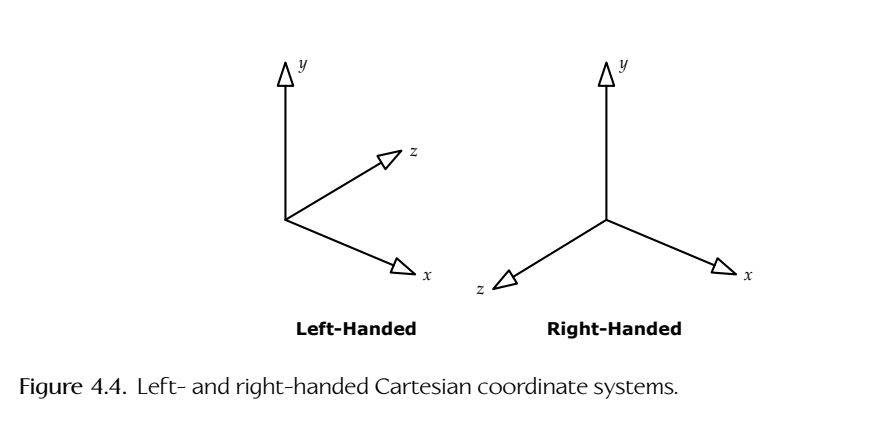 y
z
x
Left-Handed
y
z
x
Right-Handed
Figure 4.4. Left- and right-handed Cartesian coordinate systems.